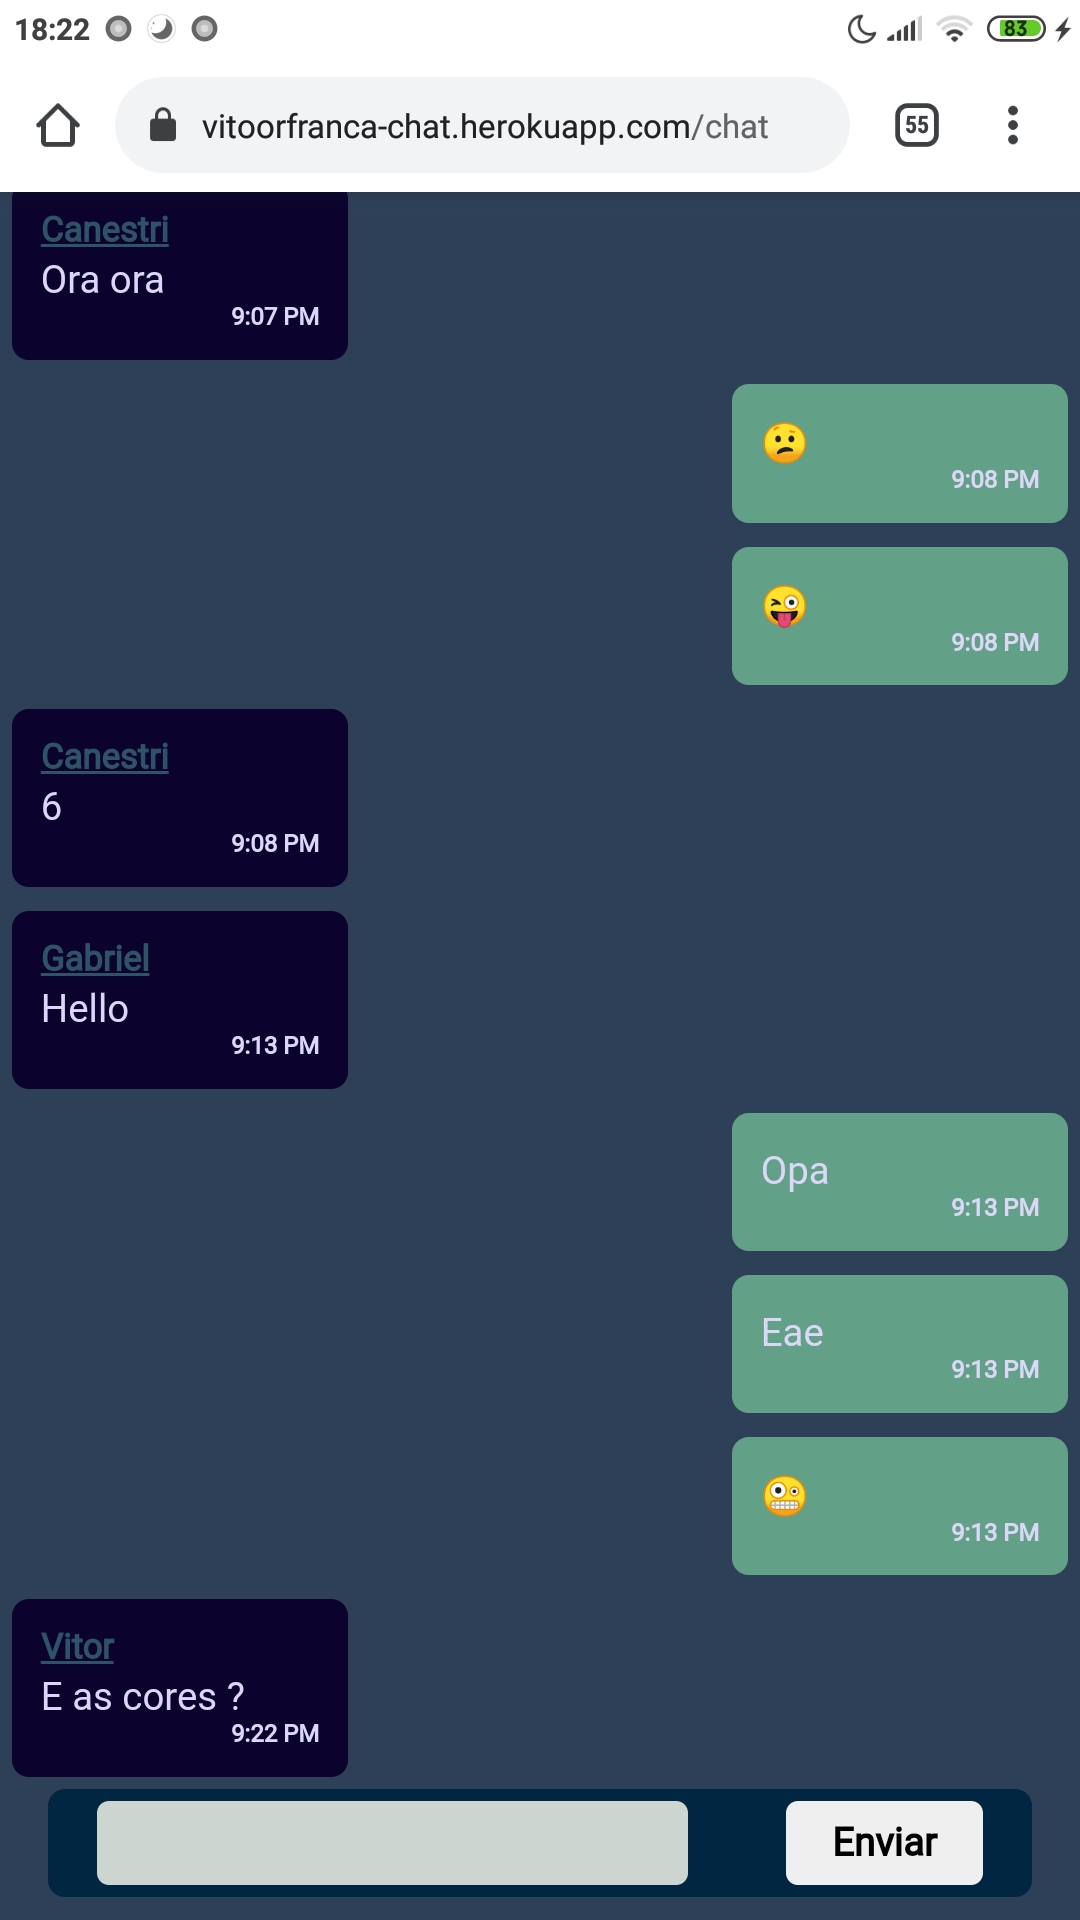 18:22
83
vitoorfranca-chat.herokuapp.com/chat
55
Canestri
Ora ora
9:07 PM
😟
9:08 PM
😜
9:08 PM
Canestri
6
9:08 PM
Gabriel
Hello
9:13 PM
Opa
9:13 PM
Eae
9:13 PM
9:13 PM
Vitor
E as cores ?
9:22 PM
Enviar